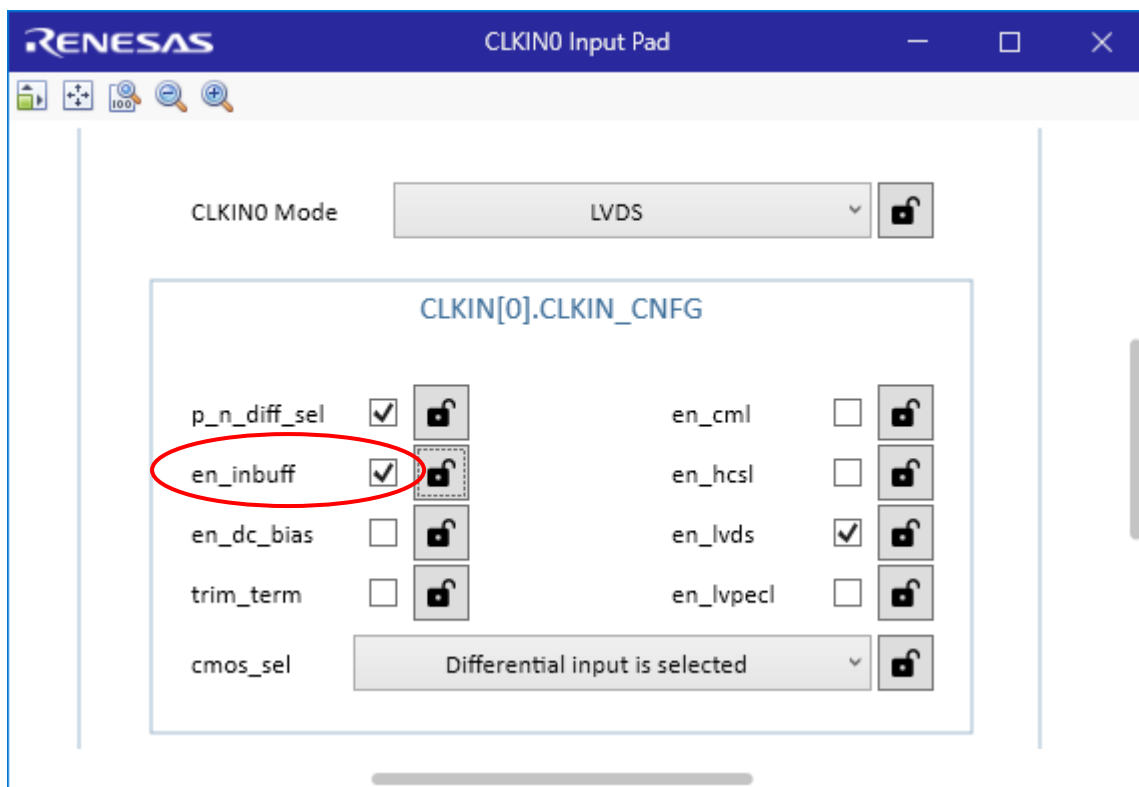 RENESAS CLKIN0 Input Pad
100
CLKIN0 Mode LVDS
CLKIN[0].CLKIN_CNFG
p_n_diff_sel en_cml
en_inbuff en_hcsl
en_dc_bias en_lvds
trim_term en_lvpecl
cmos_sel Differential input is selected